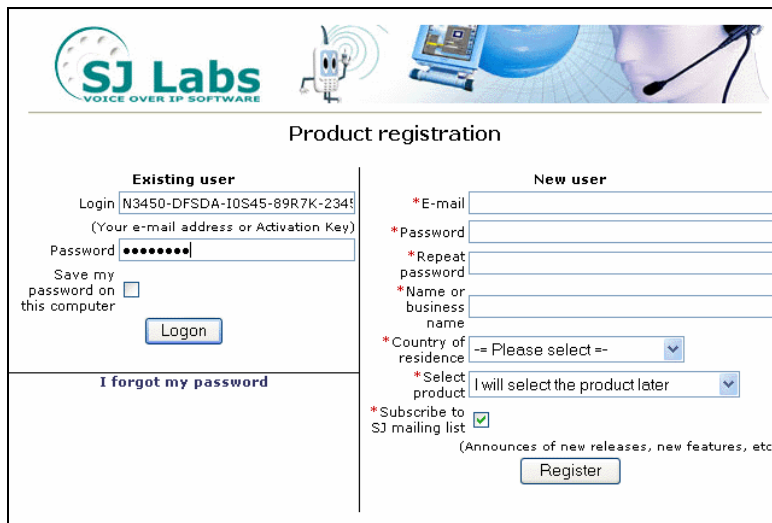 SJ Labs
VOICE OVER IP SOFTWARE
Product registration
Existing user
Login N3450-DFSDA-I0S45-89R7K-2345
(Your e-mail address or Activation Key)
Password ••••••••
Save my
password on
this computer
Logon
I forgot my password
New user
*E-mail
*Password
*Repeat
password
*Name or
business
name
*Country of
residence
-= Please select =-
*Select
product
I will select the product later
*Subscribe to
SJ mailing list
(Announces of new releases, new features, etc
Register